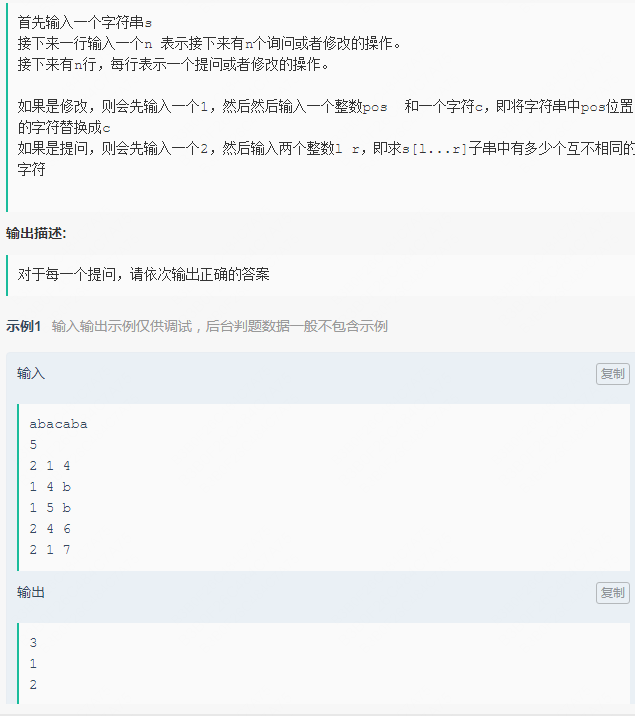 首先输入一个字符串s
接下来一行输入一个n 表示接下来有n个询问或者修改的操作。
接下来有n行，每行表示一个提问或者修改的操作。
如果是修改，则会先输入一个1，然后然后输入一个整数pos 和一个字符c，即将字符串中pos位置
的字符替换成c
如果是提问，则会先输入一个2，然后输入两个整数l r，即求s[l...r]子串中有多少个互不相同的
字符
输出描述:
对于每一个提问，请依次输出正确的答案
示例1 输入输出示例仅供调试，后台判题数据一般不包含示例
输入 复制
abacaba
5
2 1 4
1 4 b
1 5 b
2 4 6
2 1 7
输出 复制
3
1
2